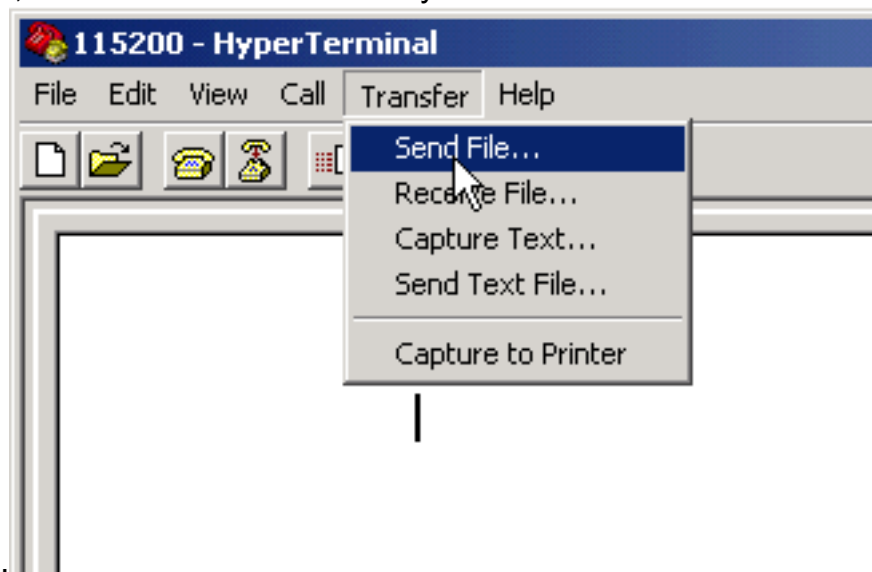 115200 - HyperTerminal
File Edit View Call Transfer Help
Send File...
Receive File...
Capture Text...
Send Text File...
Capture to Printer